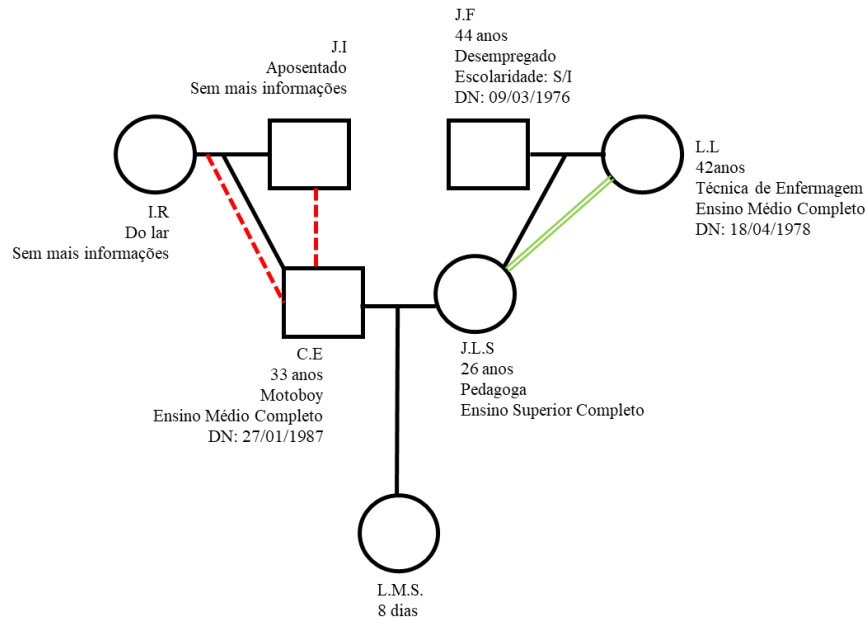 J.I
Aposentado
Sem mais informações
J.F
44 anos
Desempregado
Escolaridade: S/I
DN: 09/03/1976
I.R
Do lar
Sem mais informações
L.L
42anos
Técnica de Enfermagem
Ensino Médio Completo
DN: 18/04/1978
C.E
33 anos
Motoboy
Ensino Médio Completo
DN: 27/01/1987
J.L.S
26 anos
Pedagoga
Ensino Superior Completo
L.M.S.
8 dias